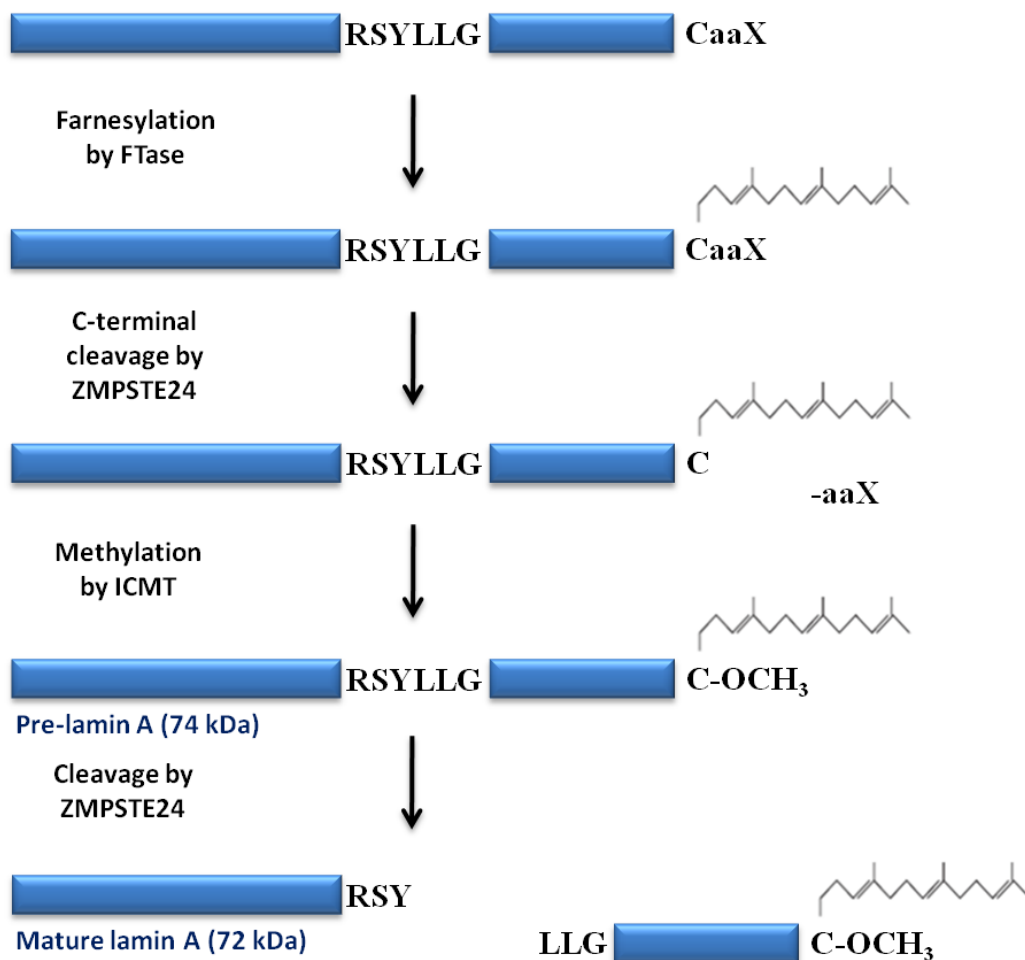 RSYLLG CaaX
Farnesylation
by FTase
RSYLLG CaaX
C-terminal
cleavage by
ZMPSTE24
RSYLLG C
-aaX
Methylation
by ICMT
RSYLLG C-OCH₃
Pre-lamin A (74 kDa)
Cleavage by
ZMPSTE24
RSY
Mature lamin A (72 kDa)
LLG C-OCH₃